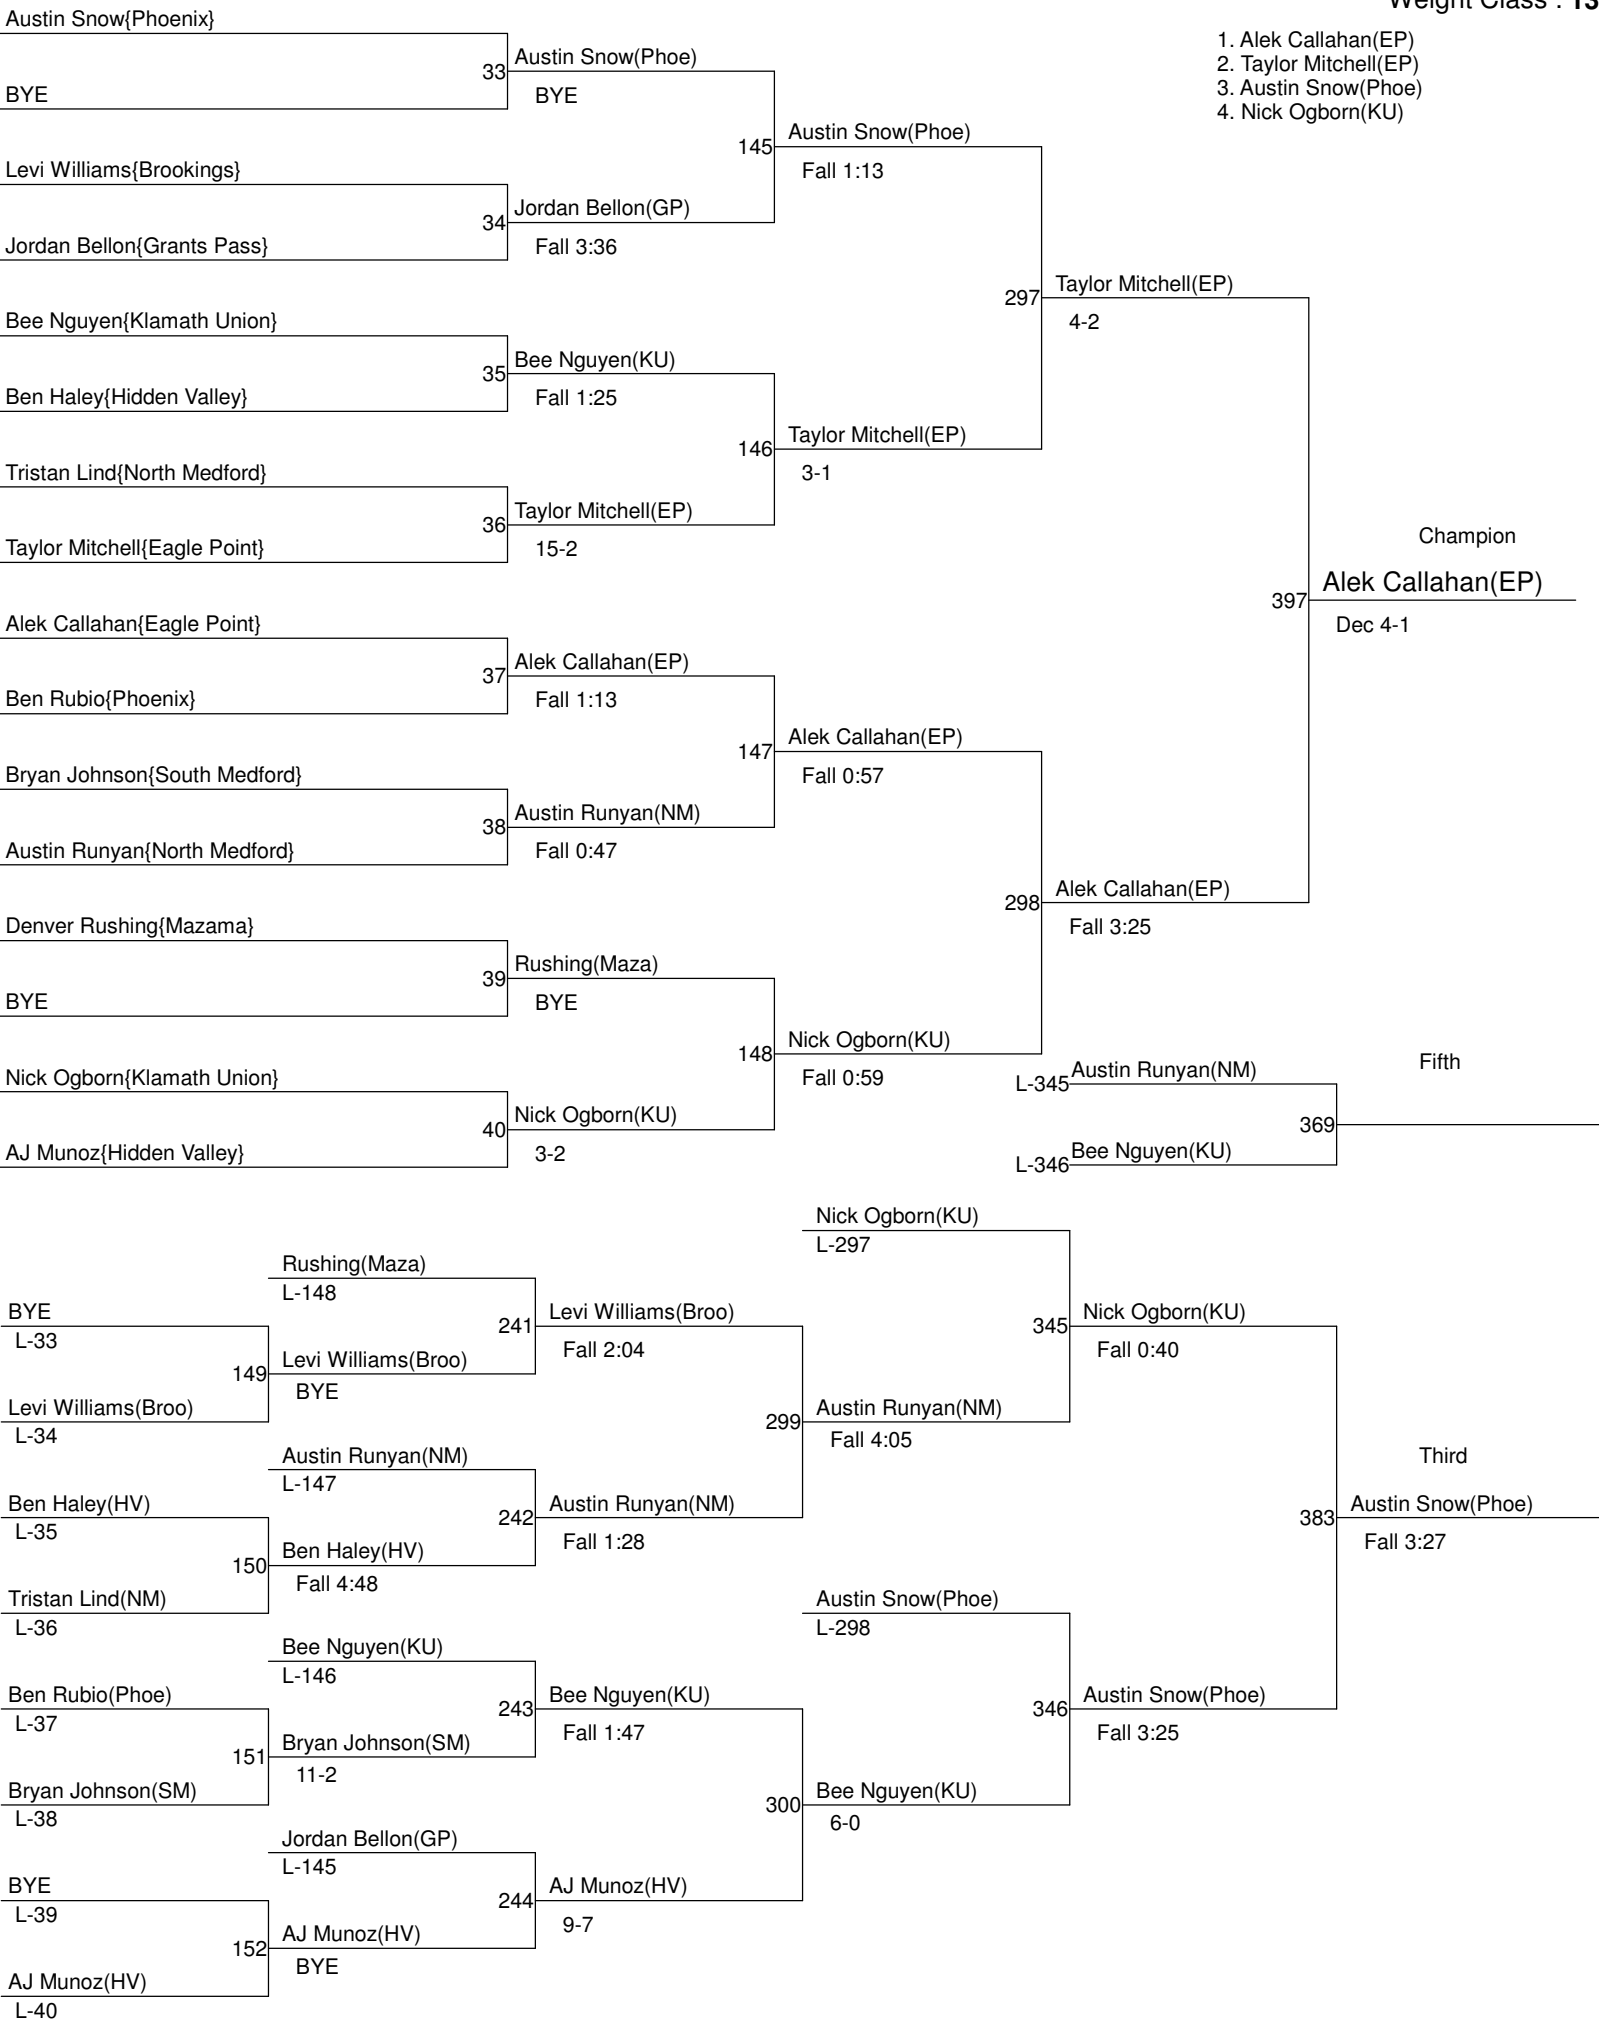 Weight Class : 13
1. Alek Callahan(EP)
2. Taylor Mitchell(EP)
3. Austin Snow(Phoe)
4. Nick Ogborn(KU)
Austin Snow{Phoenix}
33
Austin Snow(Phoe)
BYE
BYE
145
Austin Snow(Phoe)
Fall 1:13
Levi Williams{Brookings}
34
Jordan Bellon(GP)
Fall 3:36
Jordan Bellon{Grants Pass}
297
Taylor Mitchell(EP)
4-2
Bee Nguyen{Klamath Union}
35
Bee Nguyen(KU)
Fall 1:25
Ben Haley{Hidden Valley}
146
Taylor Mitchell(EP)
3-1
Tristan Lind{North Medford}
36
Taylor Mitchell(EP)
15-2
Taylor Mitchell{Eagle Point}
Champion
397
Alek Callahan(EP)
Dec 4-1
Alek Callahan{Eagle Point}
37
Alek Callahan(EP)
Fall 1:13
Ben Rubio{Phoenix}
147
Alek Callahan(EP)
Fall 0:57
Bryan Johnson{South Medford}
38
Austin Runyan(NM)
Fall 0:47
Austin Runyan{North Medford}
298
Alek Callahan(EP)
Fall 3:25
Denver Rushing{Mazama}
39
Rushing(Maza)
BYE
BYE
148
Nick Ogborn(KU)
Fall 0:59
Nick Ogborn{Klamath Union}
40
Nick Ogborn(KU)
3-2
AJ Munoz{Hidden Valley}
Fifth
L-345
Austin Runyan(NM)
369
L-346
Bee Nguyen(KU)
Nick Ogborn(KU)
L-297
Rushing(Maza)
L-148
BYE
L-33
241
Levi Williams(Broo)
Fall 2:04
345
Nick Ogborn(KU)
Fall 0:40
149
Levi Williams(Broo)
BYE
Levi Williams(Broo)
L-34
299
Austin Runyan(NM)
Fall 4:05
Austin Runyan(NM)
L-147
Third
Ben Haley(HV)
L-35
242
Austin Runyan(NM)
Fall 1:28
383
Austin Snow(Phoe)
Fall 3:27
150
Ben Haley(HV)
Fall 4:48
Tristan Lind(NM)
L-36
Austin Snow(Phoe)
L-298
Bee Nguyen(KU)
L-146
Ben Rubio(Phoe)
L-37
243
Bee Nguyen(KU)
Fall 1:47
346
Austin Snow(Phoe)
Fall 3:25
151
Bryan Johnson(SM)
11-2
Bryan Johnson(SM)
L-38
300
Bee Nguyen(KU)
6-0
Jordan Bellon(GP)
L-145
BYE
L-39
244
AJ Munoz(HV)
9-7
152
AJ Munoz(HV)
BYE
AJ Munoz(HV)
L-40